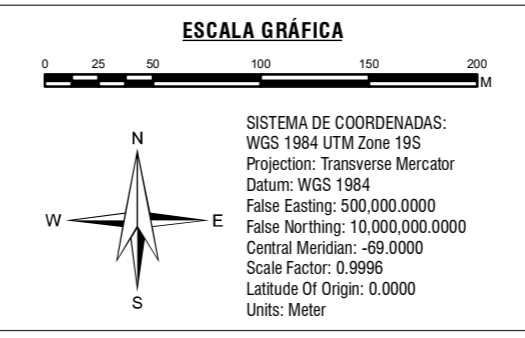 ESCALA GRÁFICA
0 25 50 100 150 200
M
N
W E
S
SISTEMA DE COORDENADAS:
WGS 1984 UTM Zone 19S
Projection: Transverse Mercator
Datum: WGS 1984
False Easting: 500,000.0000
False Northing: 10,000,000.0000
Central Meridian: -69.0000
Scale Factor: 0.9996
Latitude Of Origin: 0.0000
Units: Meter